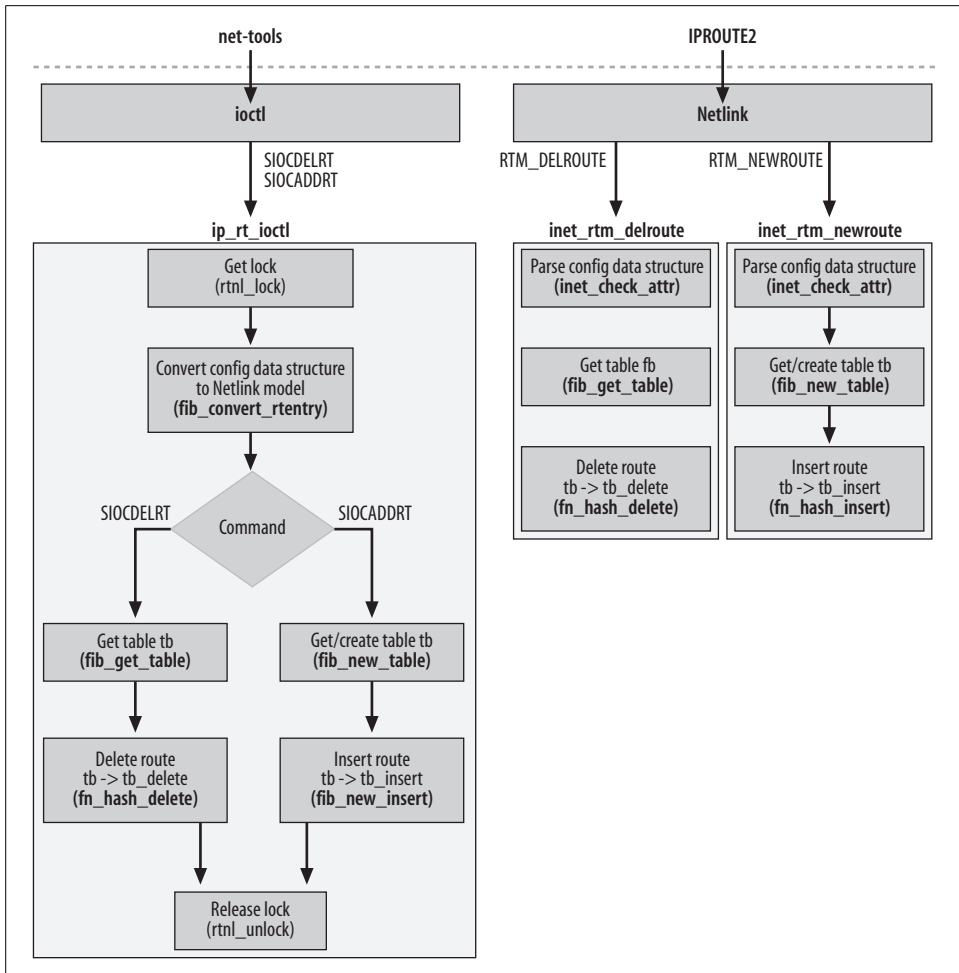 net-tools
IPROUTE2
ioctl
Netlink
SIOCDELRT
SIOCADDRT
RTM_DELROUTE
RTM_NEWROUTE
ip_rt_ioctl
inet_rtm_delroute
inet_rtm_newroute
Get lock
(rtnl_lock)
Convert config data structure
to Netlink model
(fib_convert_rtentry)
SIOCDELRT
Command
SIOCADDRT
Get table tb
(fib_get_table)
Get/create table tb
(fib_new_table)
Delete route
tb -> tb_delete
(fn_hash_delete)
Insert route
tb -> tb_insert
(fib_new_insert)
Release lock
(rtnl_unlock)
Parse config data structure
(inet_check_attr)
Get table fb
(fib_get_table)
Delete route
tb -> tb_delete
(fn_hash_delete)
Parse config data structure
(inet_check_attr)
Get/create table tb
(fib_new_table)
Insert route
tb -> tb_insert
(fn_hash_insert)